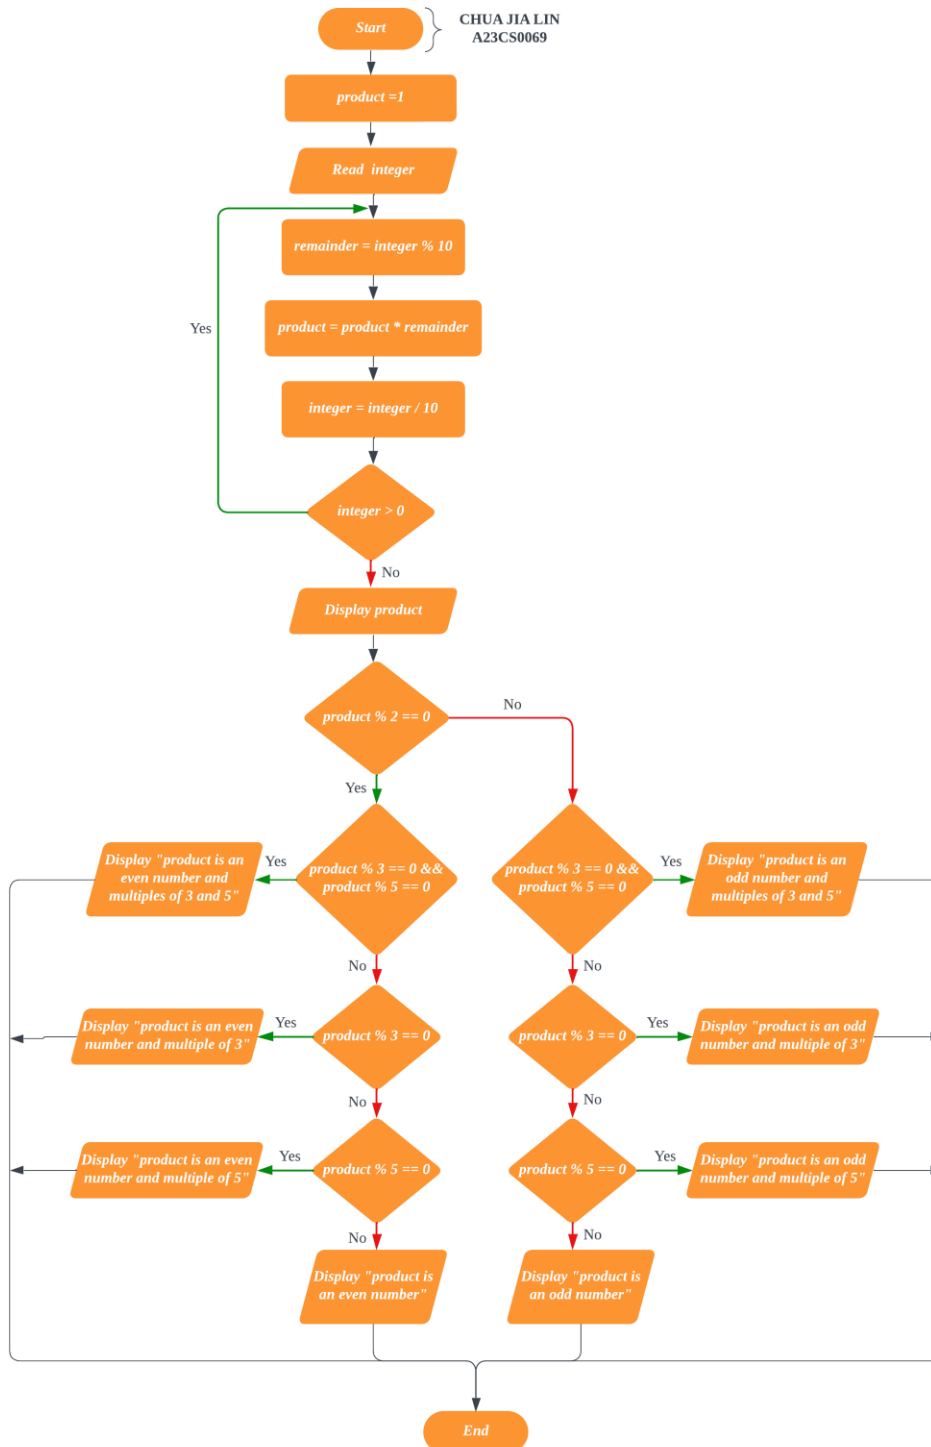 Start
CHUA JIA LIN
A23CS0069
product =1
Read integer
remainder = integer % 10
product = product * remainder
Yes
integer = integer / 10
integer > 0
No
Display product
product % 2 == 0
No
Yes
Display "product is an
even number and
multiples of 3 and 5"
Yes
product % 3 == 0 &&
product % 5 == 0
product % 3 == 0 &&
product % 5 == 0
Yes
Display "product is an
odd number and
multiples of 3 and 5"
No
No
Display "product is an even
number and multiple of 3"
Yes
product % 3 == 0
product % 3 == 0
Yes
Display "product is an odd
number and multiple of 3"
No
No
Display "product is an even
number and multiple of 5"
Yes
product % 5 == 0
product % 5 == 0
Yes
Display "product is an odd
number and multiple of 5"
No
No
Display "product is
an even number"
Display "product is
an odd number"
End